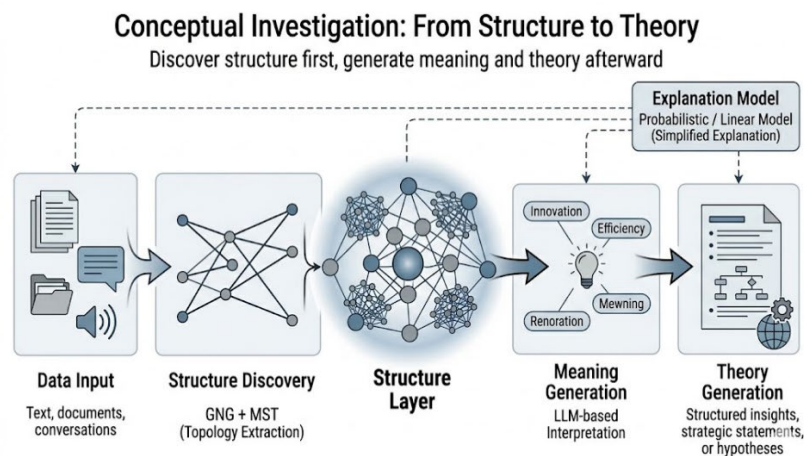 Conceptual Investigation: From Structure to Theory
Discover structure first, generate meaning and theory afterward
Explanation Model
Probabilistic / Linear Model
(Simplified Explanation)
Innovation
Efficiency
Mewning
Renoration
Data Input
Text, documents,
conversations
Structure Discovery
GNG + MST
(Topology Extraction)
Structure
Layer
Meaning
Generation
LLM-based
Interpretation
Theory
Generation
Structured insights,
strategic statements,
or hypotheses